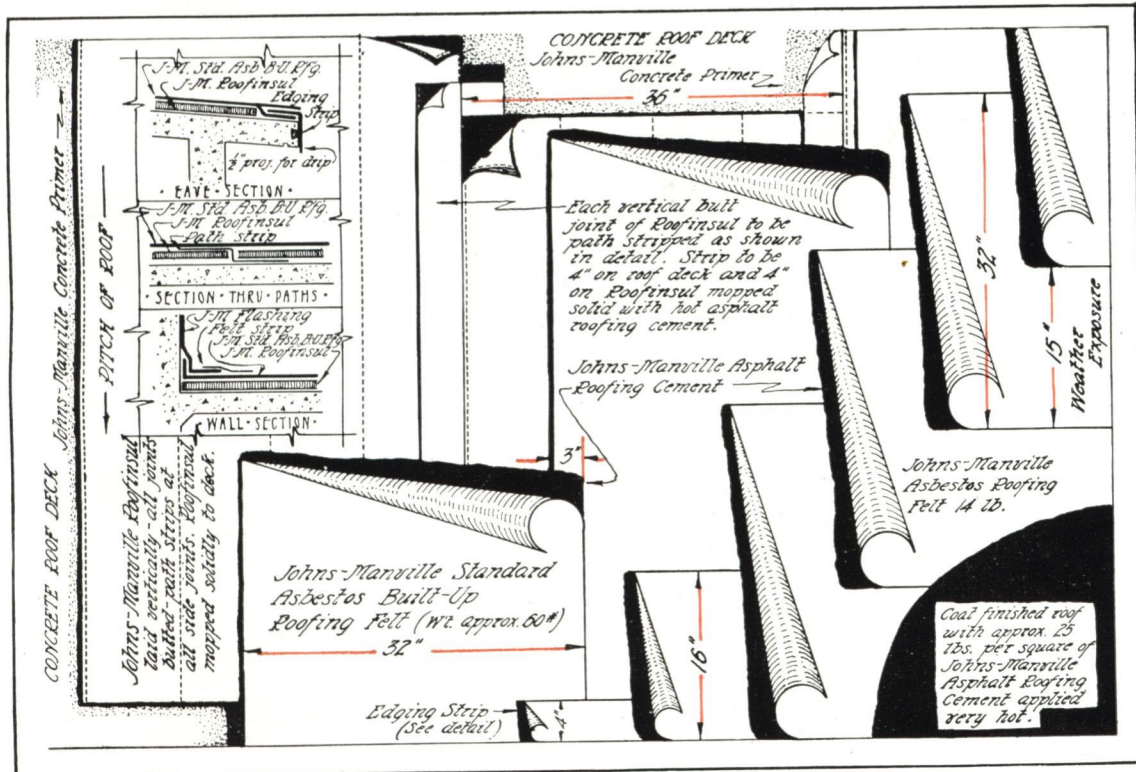 CONCRETE ROOF DECK
Johns-Manville Concrete Primer
PITCH OF ROOF
J-M. Std. Asb. B-U. Rfg.
J-M. Roofinsul
Edging
Strip
½" proj. for drip
· EAVE · SECTION ·
J-M. Std. Asb. B-U. Rfg.
J-M Roofinsul
Path strip
· SECTION · THRU · PATHS ·
J-M Flashing
Felt strip
J-M. Std. Asb. B-U. Rfg.
J-M. Roofinsul
WALL · SECTION ·
Johns-Manville Roofinsul
laid vertically-all joints
butted-path strips at
all side joints. Roofinsul
mopped solidly to deck.
CONCRETE ROOF DECK
Johns-Manville
Concrete Primer
36"
Each vertical butt
joint of Roofinsul to be
path stripped as shown
in detail. Strip to be
4" on roof deck and 4"
on Roofinsul mopped
solid with hot asphalt
roofing cement.
Johns-Manville Asphalt
Roofing Cement
3"
32"
15"
Weather
Exposure
Johns-Manville
Asbestos Roofing
Felt 14 lb.
Johns-Manville Standard
Asbestos Built-Up
Roofing Felt (Wt. approx. 60#)
32"
Edging Strip
(See detail)
4"
16"
Coat finished roof
with approx. 25
lbs. per square of
Johns-Manville
Asphalt Roofing
Cement applied
very hot.